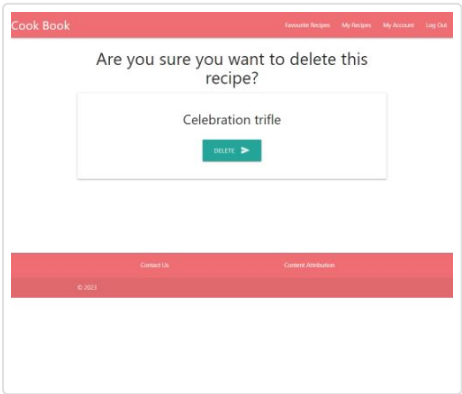 Cook Book
Favourite Recipes My Recipes My Account Log Out
Are you sure you want to delete this
recipe?
Celebration trifle
DELETE
Contact Us Content Attribution
© 2023